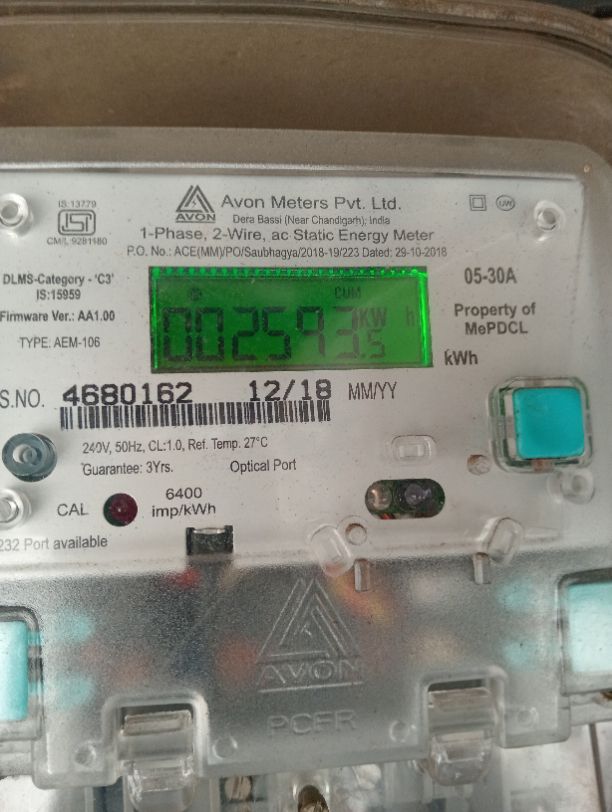 IS:13779
CM/L:9281180
AVON
Avon Meters Pvt. Ltd.
Dera Bassi (Near Chandigarh), India
UW
1-Phase, 2-Wire, ac Static Energy Meter
P.O. No.: ACE(MM)/PO/Saubhagya/2018-19/223 Dated: 29-10-2018
DLMS-Category - 'C3'
IS:15959
Firmware Ver.: AA1.00
TYPE: AEM-106
CUM
002593.5 KW h
05-30A
Property of
MePDCL
kWh
S.NO. 4680162 12/18 MM/YY
240V, 50Hz, CL:1.0, Ref. Temp. 27°C
Guarantee: 3Yrs. Optical Port
CAL
6400
imp/kWh
232 Port available
AVON